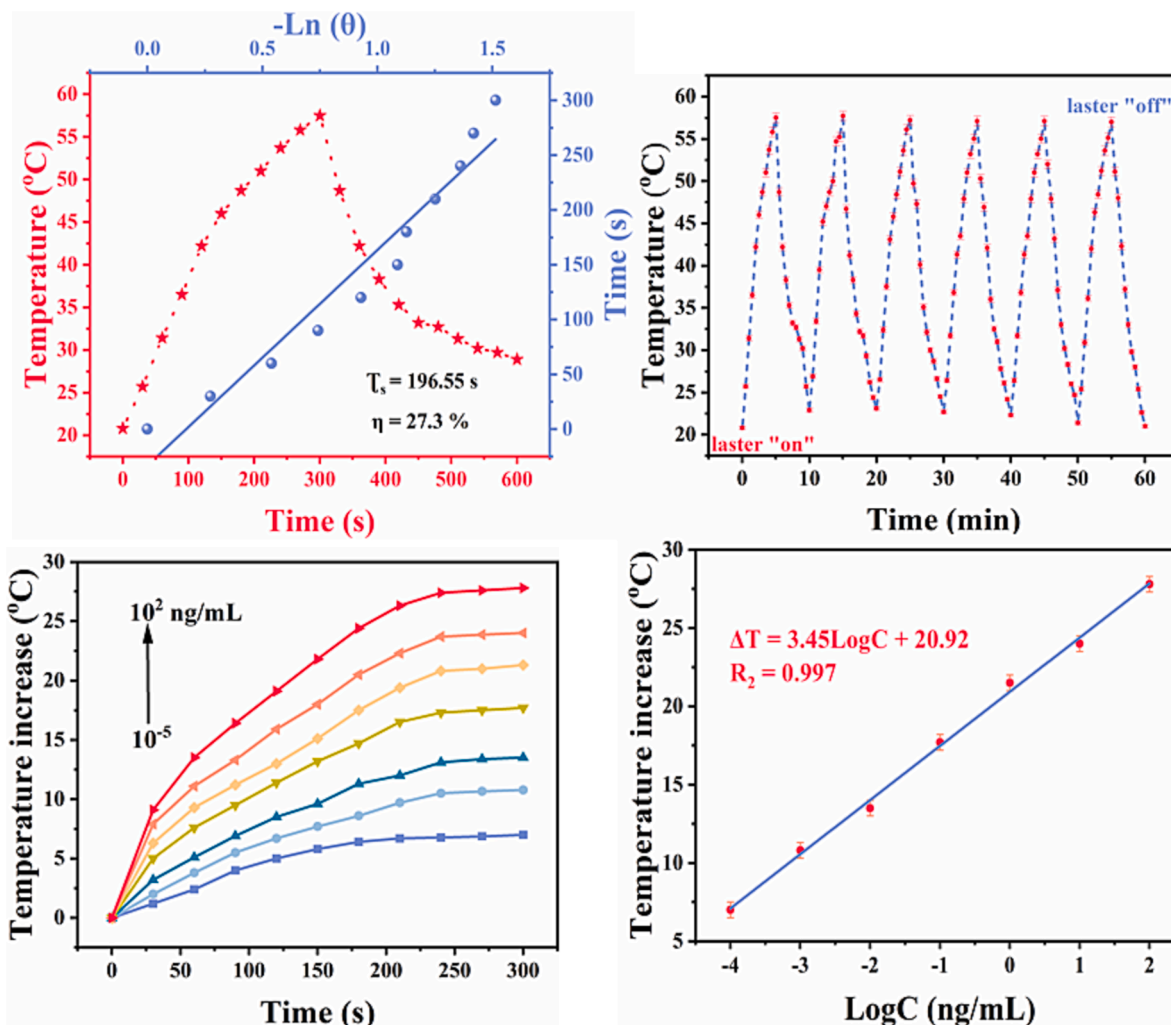 -Ln (θ)
0.0 0.5 1.0 1.5
60
55
50
45
40
35
30
25
20
Temperature (°C)
300
250
200
150
100
50
0
Time (s)
τs = 196.55 s
η = 27.3 %
0 100 200 300 400 500 600
Time (s)
60
55
50
45
40
35
30
25
20
Temperature (°C)
laster "off"
laster "on"
0 10 20 30 40 50 60
Time (min)
30
25
20
15
10
5
0
Temperature increase (°C)
10² ng/mL
10⁻⁵
0 50 100 150 200 250 300
Time (s)
30
25
20
15
10
5
Temperature increase (°C)
ΔT = 3.45LogC + 20.92
R₂ = 0.997
-4 -3 -2 -1 0 1 2
LogC (ng/mL)